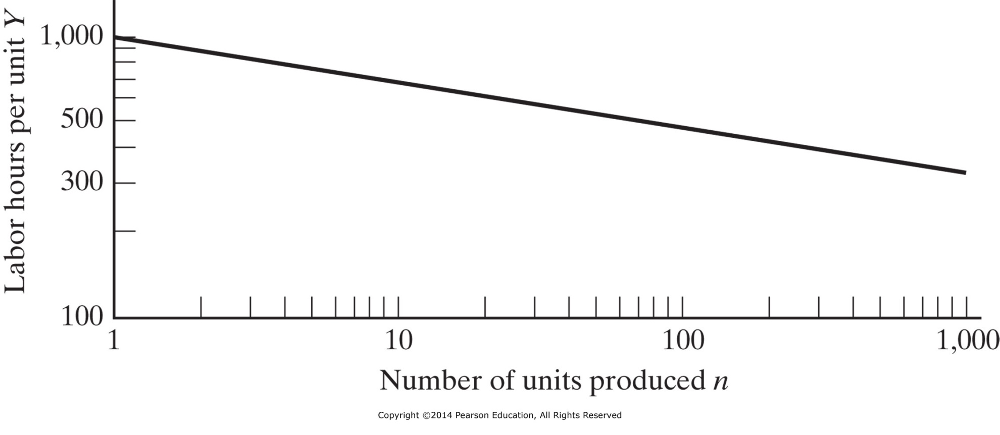 Labor hours per unit Y
1,000
500
300
100
1 10 100 1,000
Number of units produced n
Copyright ©2014 Pearson Education, All Rights Reserved